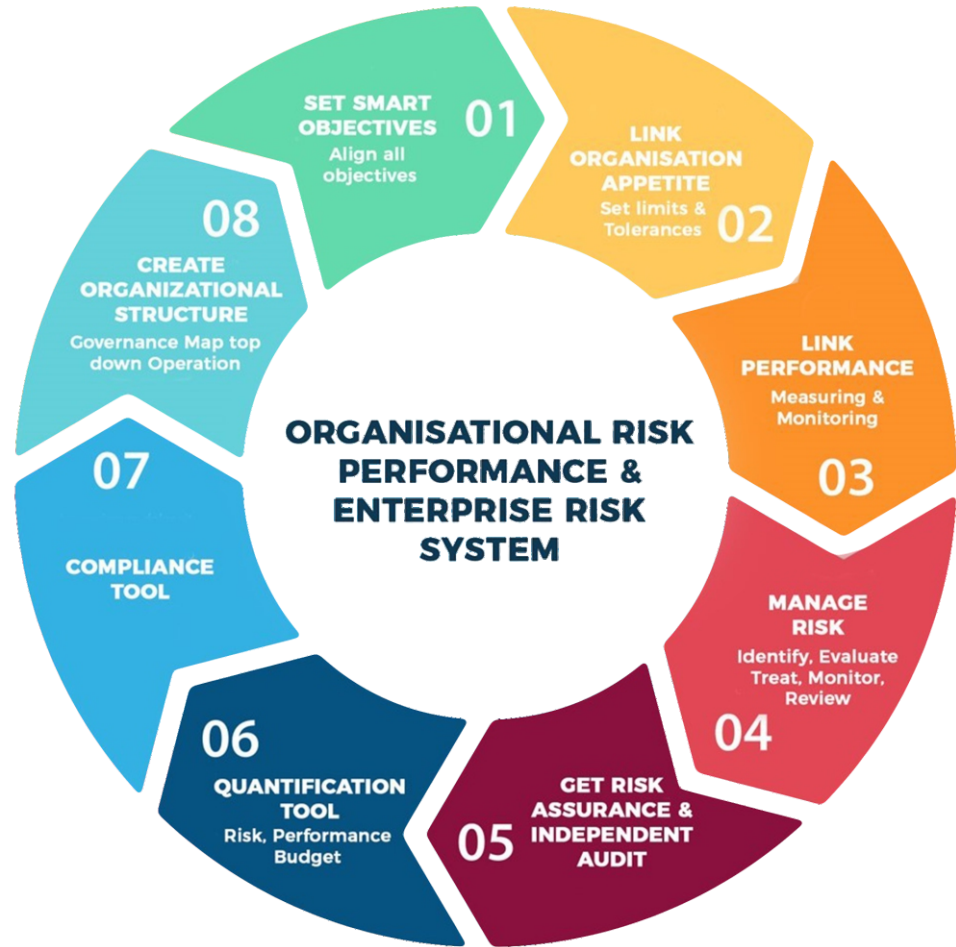 ORGANISATIONAL RISK
PERFORMANCE &
ENTERPRISE RISK
SYSTEM
01
SET SMART
OBJECTIVES
Align all
objectives
02
LINK
ORGANISATION
APPETITE
Set limits &
Tolerances
03
LINK
PERFORMANCE
Measuring &
Monitoring
04
MANAGE
RISK
Identify, Evaluate
Treat, Monitor,
Review
05
GET RISK
ASSURANCE &
INDEPENDENT
AUDIT
06
QUANTIFICATION
TOOL
Risk, Performance
Budget
07
COMPLIANCE
TOOL
08
CREATE
ORGANIZATIONAL
STRUCTURE
Governance Map top
down Operation